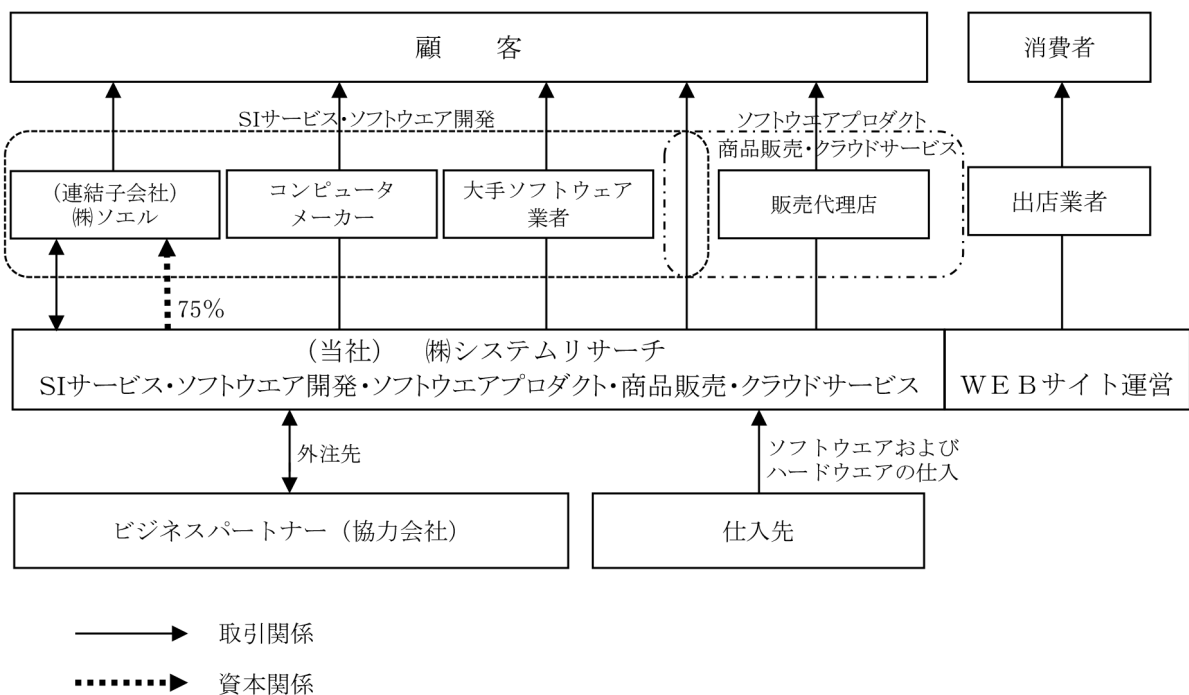 顧　　客
消費者
SIサービス・ソフトウエア開発
ソフトウエアプロダクト
商品販売・クラウドサービス
(連結子会社)
㈱ソエル
コンピュータ
メーカー
大手ソフトウェア
業者
販売代理店
出店業者
75%
(当社)　㈱システムリサーチ
SIサービス・ソフトウエア開発・ソフトウエアプロダクト・商品販売・クラウドサービス
ＷＥＢサイト運営
外注先
ソフトウエアおよび
ハードウエアの仕入
ビジネスパートナー（協力会社）
仕入先
取引関係
資本関係